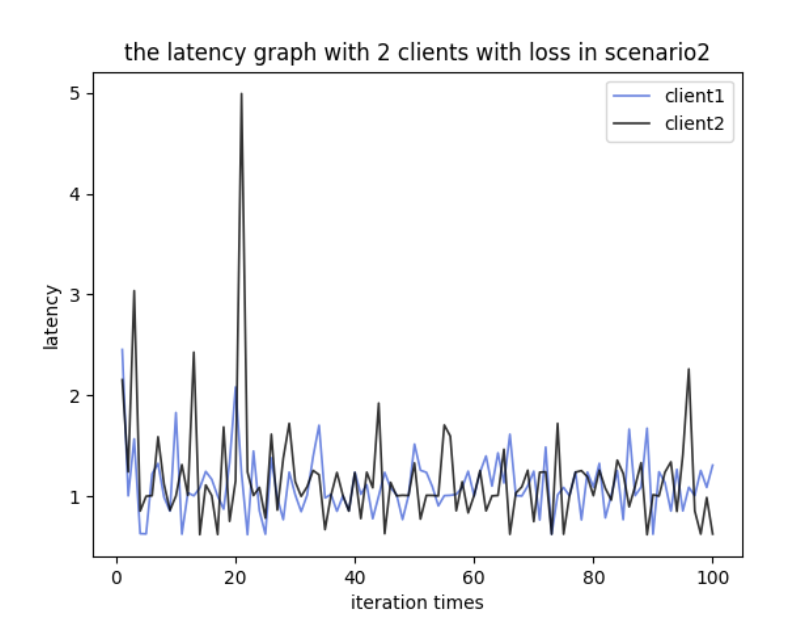 the latency graph with 2 clients with loss in scenario2
client1
client2
5
4
3
2
1
latency
0
20
40
60
80
100
iteration times